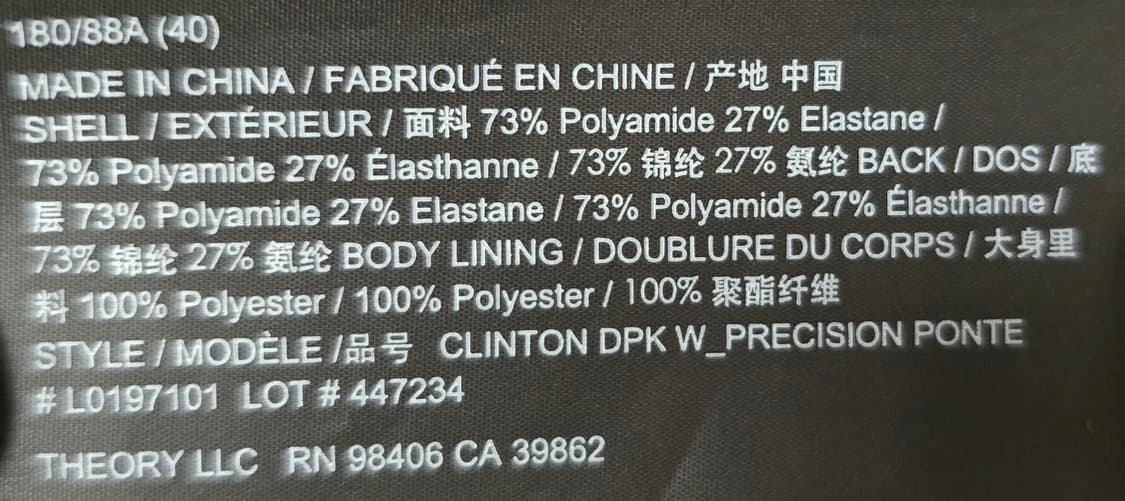 180/88A (40)
MADE IN CHINA / FABRIQUÉ EN CHINE / 产地 中国
SHELL / EXTÉRIEUR / 面料 73% Polyamide 27% Elastane /
73% Polyamide 27% Élasthanne / 73% 锦纶 27% 氨纶 BACK / DOS / 底
层 73% Polyamide 27% Elastane / 73% Polyamide 27% Élasthanne /
73% 锦纶 27% 氨纶 BODY LINING / DOUBLURE DU CORPS / 大身里
料 100% Polyester / 100% Polyester / 100% 聚酯纤维
STYLE / MODÈLE /品号 CLINTON DPK W_PRECISION PONTE
# L0197101 LOT # 447234
THEORY LLC RN 98406 CA 39862